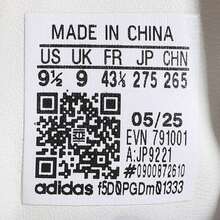 MADE IN CHINA
US UK FR JP CHN
9½ 9 43⅓ 275 265
05/25
EVN 791001
A:JP9221
#0900872610
adidas f5D0PGDm01333